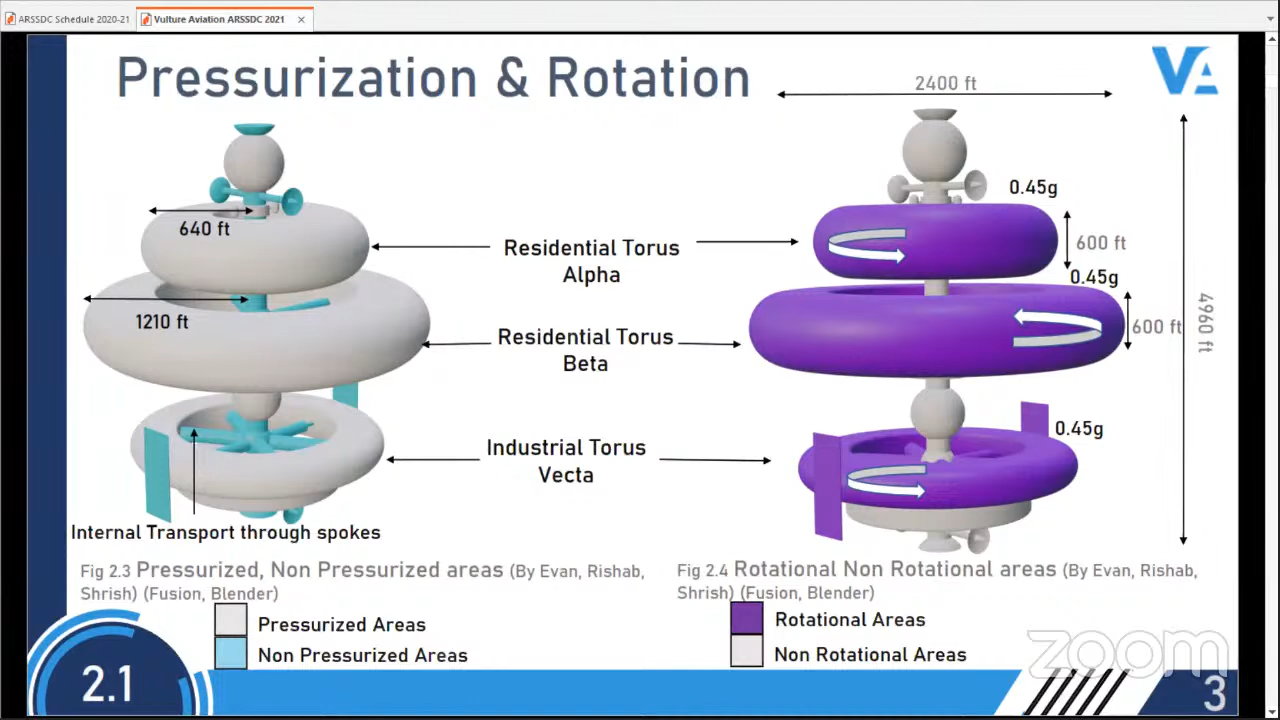 ARSSDC Schedule 2020-21
Vulture Aviation ARSSDC 2021
Pressurization & Rotation
VA
2400 ft
640 ft
1210 ft
Residential Torus
Alpha
Residential Torus
Beta
Industrial Torus
Vecta
0.45g
600 ft
0.45g
600 ft
4960 ft
0.45g
Internal Transport through spokes
Fig 2.3 Pressurized, Non Pressurized areas (By Evan, Rishab,
Shrish) (Fusion, Blender)
Pressurized Areas
Non Pressurized Areas
Fig 2.4 Rotational Non Rotational areas (By Evan, Rishab,
Shrish) (Fusion, Blender)
Rotational Areas
Non Rotational Areas
zoom
2.1
3